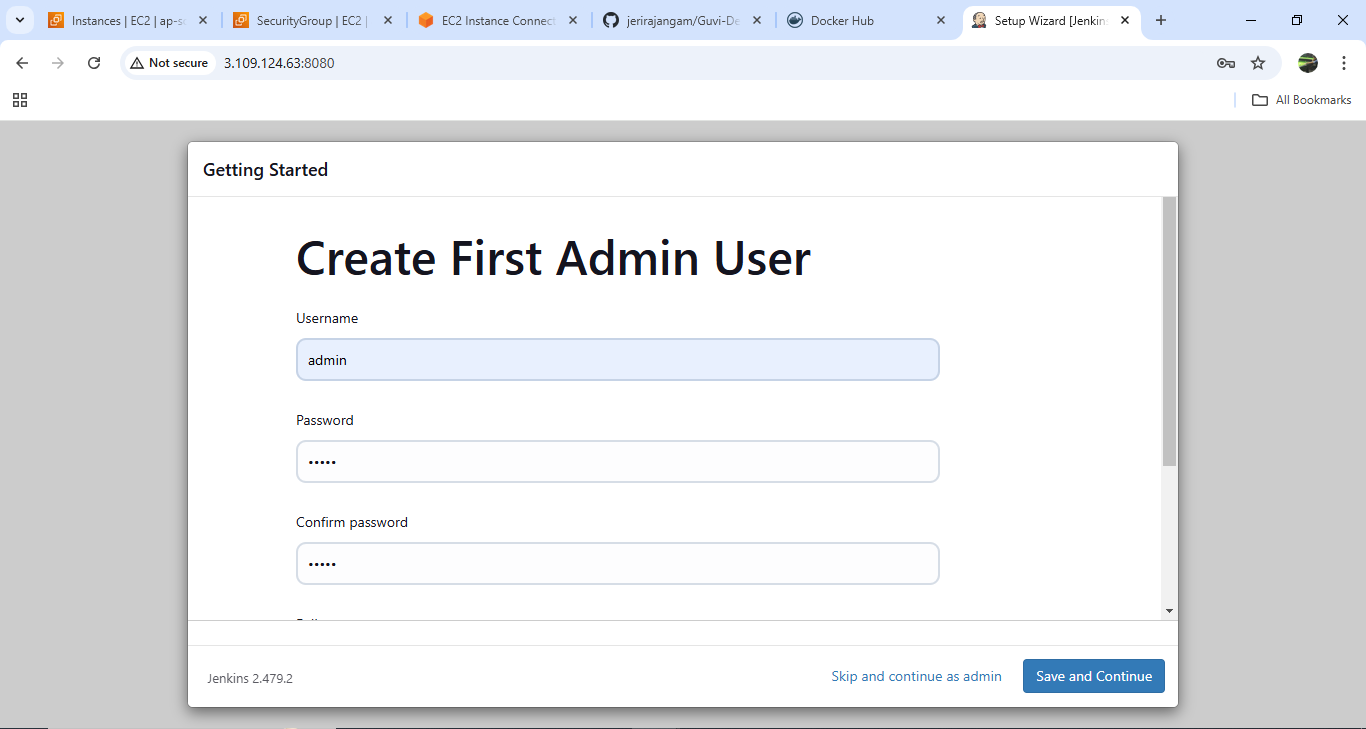 Instances | EC2 | ap-so
SecurityGroup | EC2 |
EC2 Instance Connect
jerirajangam/Guvi-De
Docker Hub
Setup Wizard [Jenkins
Not secure
3.109.124.63:8080
All Bookmarks
Getting Started
Create First Admin User
Username
admin
Password
•••••
Confirm password
•••••
Jenkins 2.479.2
Skip and continue as admin
Save and Continue